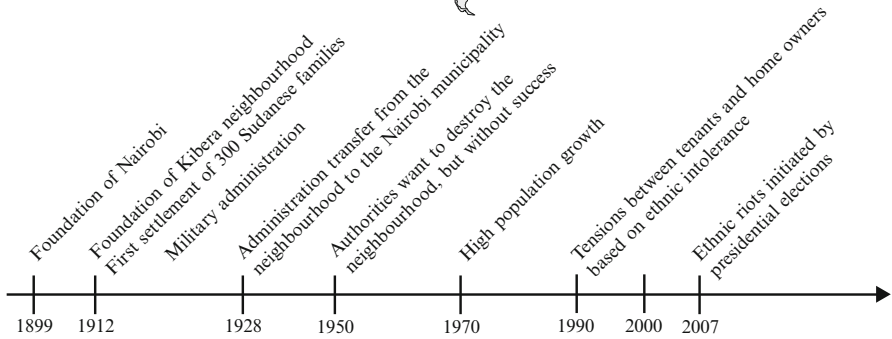 Foundation of Nairobi
Foundation of Kibera neighbourhood
First settlement of 300 Sudanese families
Military administration
Administration transfer from the
neighbourhood to the Nairobi municipality
Authorities want to destroy the
neighbourhood, but without success
High population growth
Tensions between tenants and home owners
based on ethnic intolerance
Ethnic riots initiated by
presidential elections
1899 1912 1928 1950 1970 1990 2000 2007